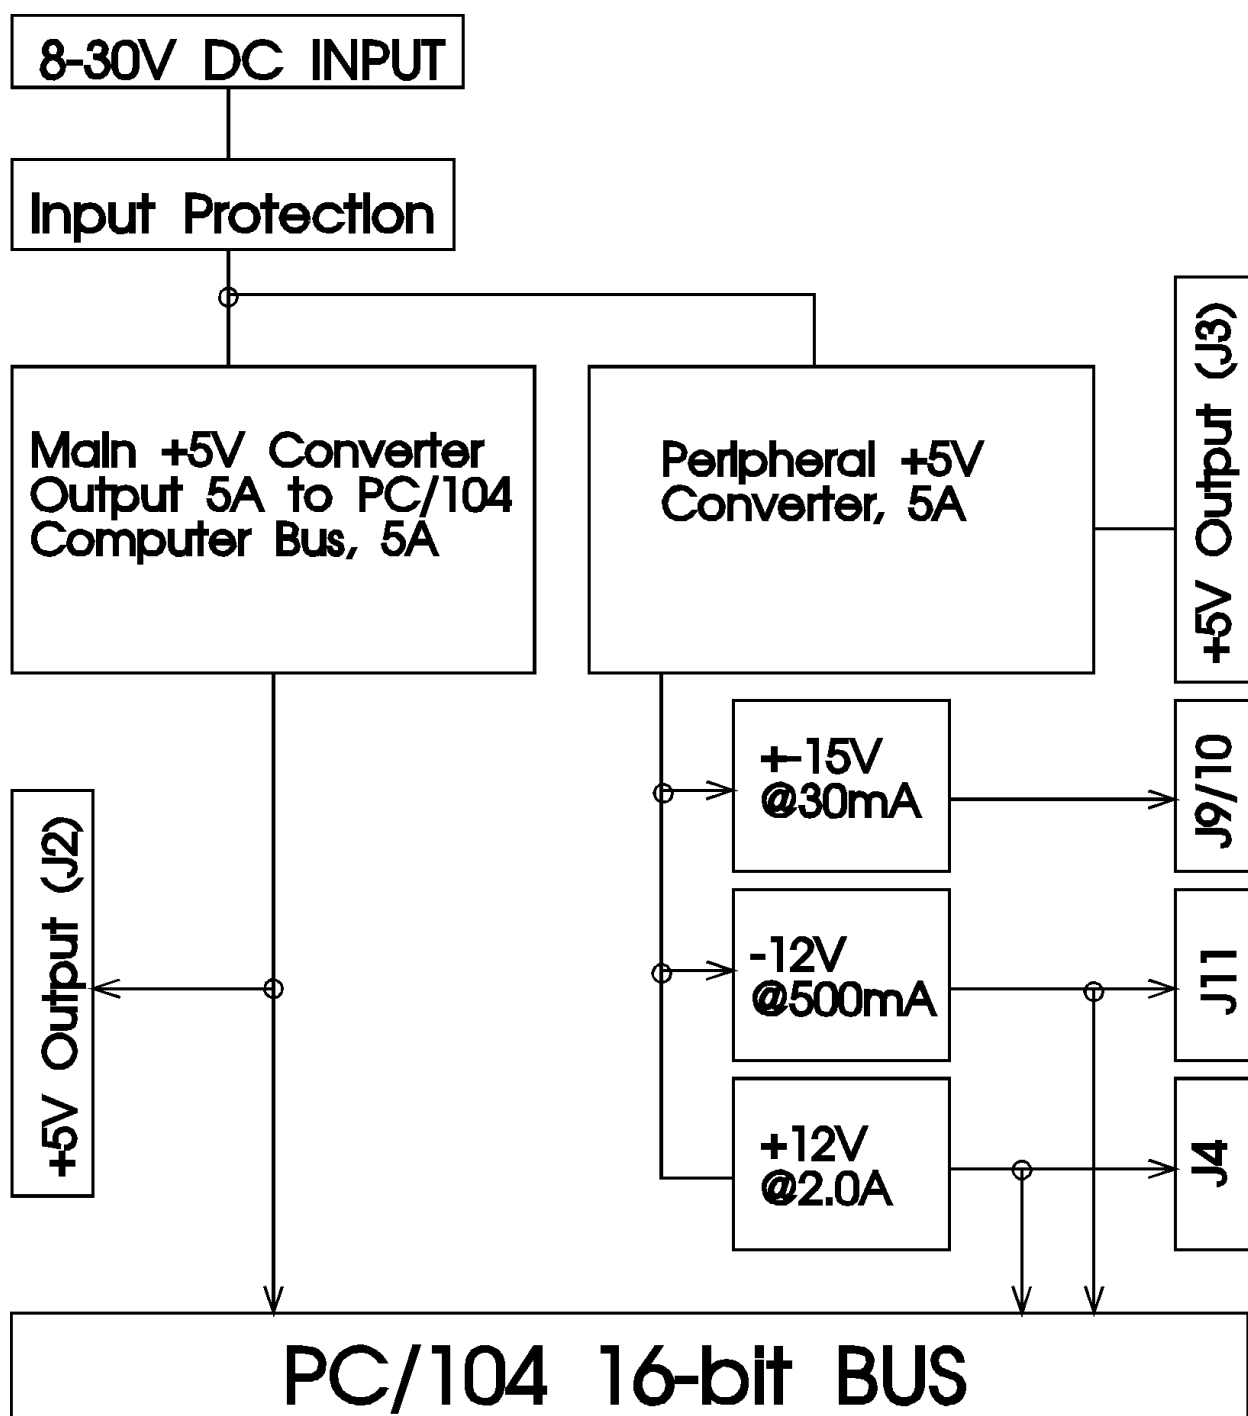 8-30V DC INPUT
Input Protection
Main +5V Converter
Output 5A to PC/104
Computer Bus, 5A
Peripheral +5V
Converter, 5A
+5V Output (J3)
+-15V
@30mA
J9/10
+5V Output (J2)
-12V
@500mA
J11
+12V
@2.0A
J4
PC/104 16-bit BUS